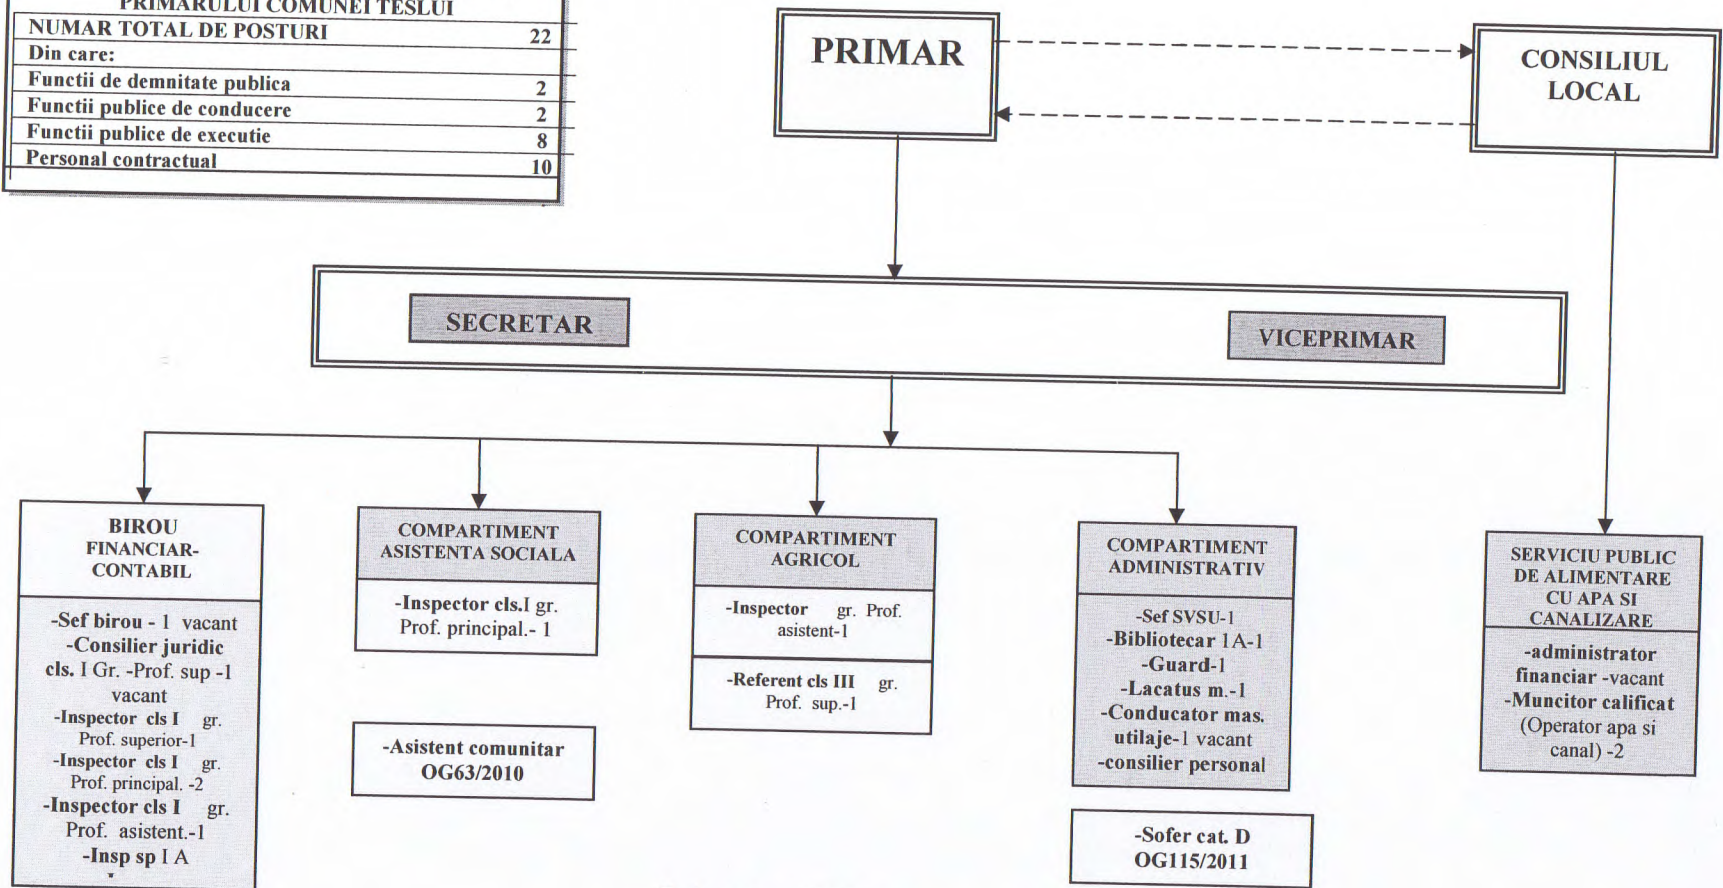 PRIMARULUI COMUNEI TESLUI
NUMAR TOTAL DE POSTURI 22
Din care:
Functii de demnitate publica 2
Functii publice de conducere 2
Functii publice de executie 8
Personal contractual 10
PRIMAR
CONSILIUL
LOCAL
SECRETAR
VICEPRIMAR
BIROU
FINANCIAR-
CONTABIL
-Sef birou - 1 vacant
-Consilier juridic
cls. I Gr. -Prof. sup -1
vacant
-Inspector cls I gr.
Prof. superior-1
-Inspector cls I gr.
Prof. principal. -2
-Inspector cls I gr.
Prof. asistent.-1
-Insp sp I A
COMPARTIMENT
ASISTENTA SOCIALA
-Inspector cls.I gr.
Prof. principal.- 1
-Asistent comunitar
OG63/2010
COMPARTIMENT
AGRICOL
-Inspector gr. Prof.
asistent-1
-Referent cls III gr.
Prof. sup.-1
COMPARTIMENT
ADMINISTRATIV
-Sef SVSU-1
-Bibliotecar 1A-1
-Guard-1
-Lacatus m.-1
-Conducator mas.
utilaje-1 vacant
-consilier personal
-Sofer cat. D
OG115/2011
SERVICIU PUBLIC
DE ALIMENTARE
CU APA SI
CANALIZARE
-administrator
financiar -vacant
-Muncitor calificat
(Operator apa si
canal) -2